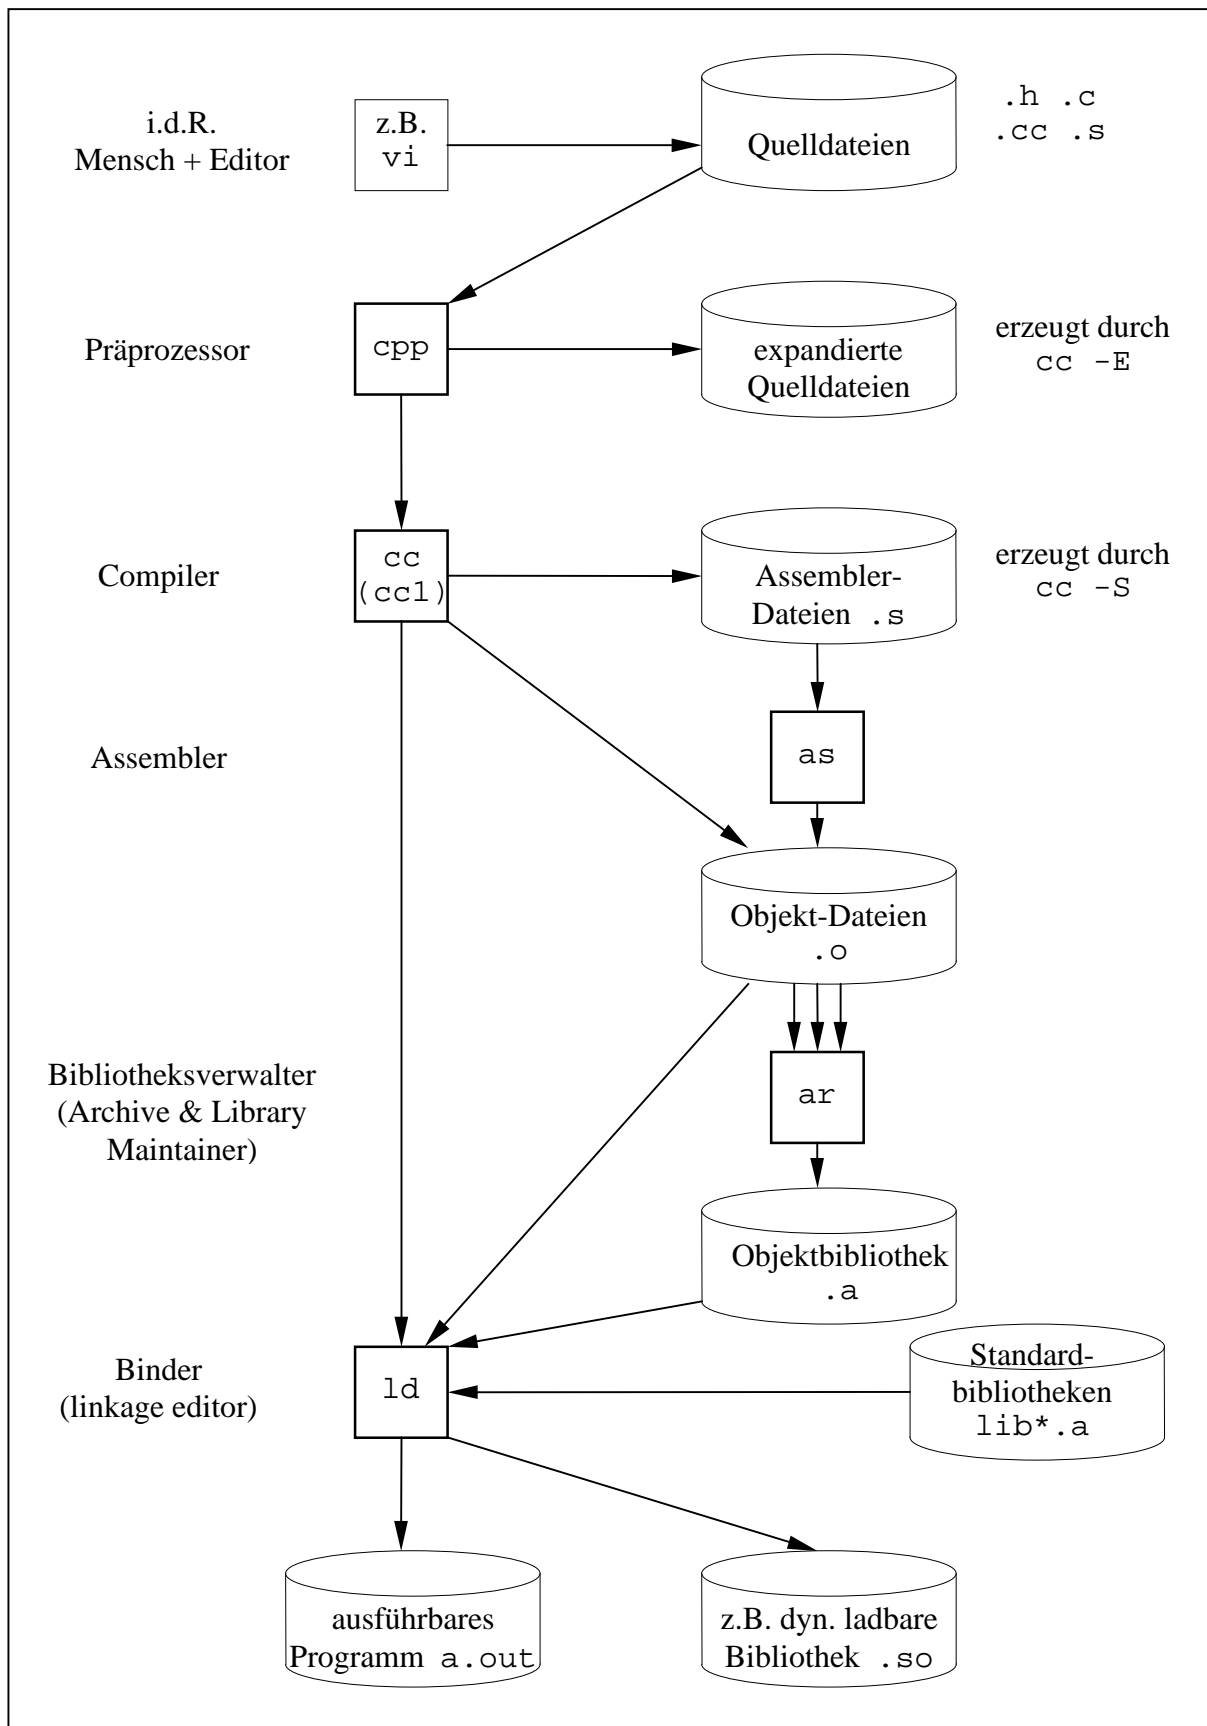 i.d.R.
Mensch + Editor
z.B.
vi
Quelldateien
.h .c
.cc .s
Präprozessor
cpp
expandierte
Quelldateien
erzeugt durch
cc -E
Compiler
cc
(cc1)
Assembler-
Dateien .s
erzeugt durch
cc -S
Assembler
as
Objekt-Dateien
.o
Bibliotheksverwalter
(Archive & Library
Maintainer)
ar
Objektbibliothek
.a
Binder
(linkage editor)
ld
Standard-
bibliotheken
lib*.a
ausführbares
Programm a.out
z.B. dyn. ladbare
Bibliothek .so